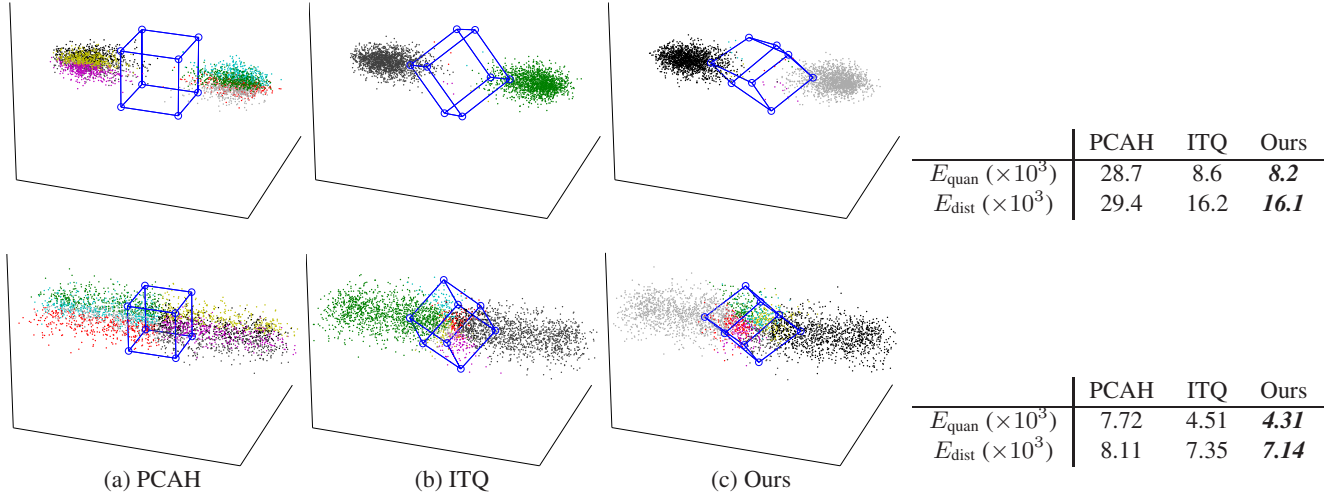 PCAH ITQ Ours
E_quan (×10^3) 28.7 8.6 8.2
E_dist (×10^3) 29.4 16.2 16.1
PCAH ITQ Ours
E_quan (×10^3) 7.72 4.51 4.31
E_dist (×10^3) 8.11 7.35 7.14
(a) PCAH (b) ITQ (c) Ours